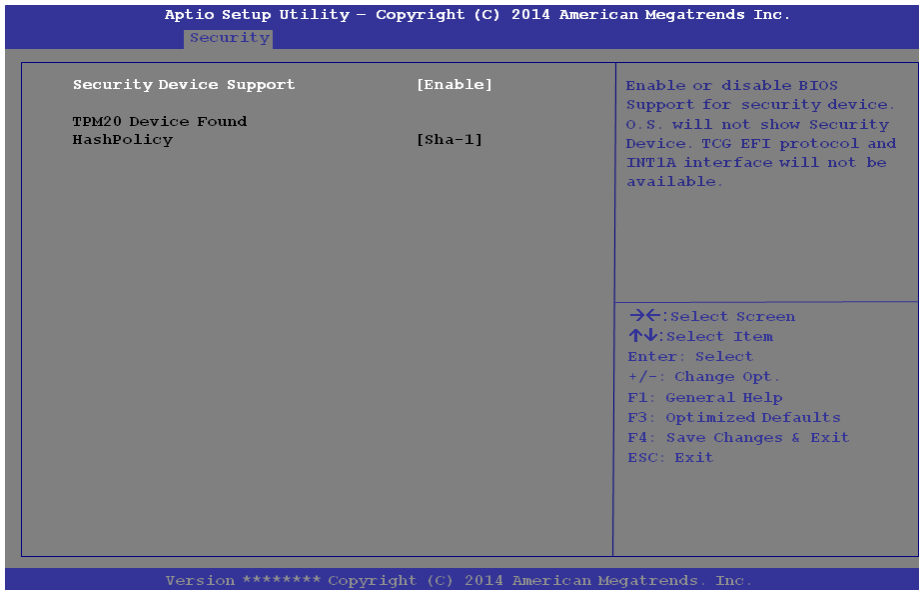 Aptio Setup Utility – Copyright (C) 2014 American Megatrends Inc.
Security
Security Device Support [Enable]
TPM20 Device Found
HashPolicy [Sha-1]
Enable or disable BIOS
Support for security device.
O.S. will not show Security
Device. TCG EFI protocol and
INT1A interface will not be
available.
→←:Select Screen
↑↓:Select Item
Enter: Select
+/-: Change Opt.
F1: General Help
F3: Optimized Defaults
F4: Save Changes & Exit
ESC: Exit
Version ******** Copyright (C) 2014 American Megatrends. Inc.